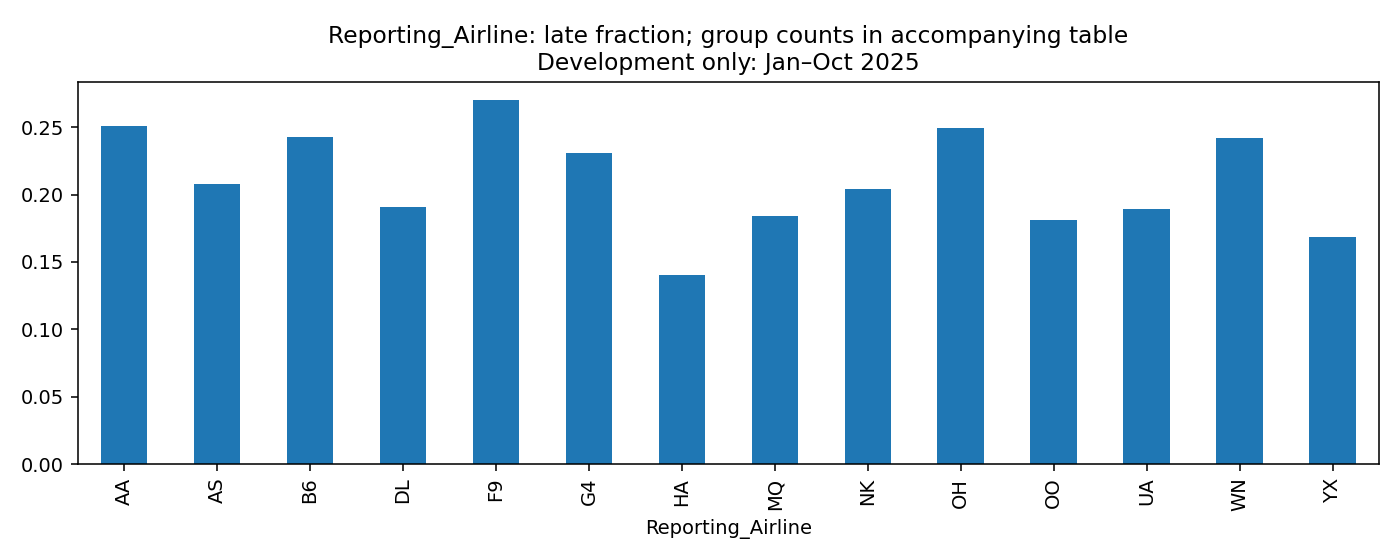 Reporting_Airline: late fraction; group counts in accompanying table
Development only: Jan–Oct 2025
0.25
0.20
0.15
0.10
0.05
0.00
AA
AS
B6
DL
F9
G4
HA
MQ
NK
OH
OO
UA
WN
YX
Reporting_Airline